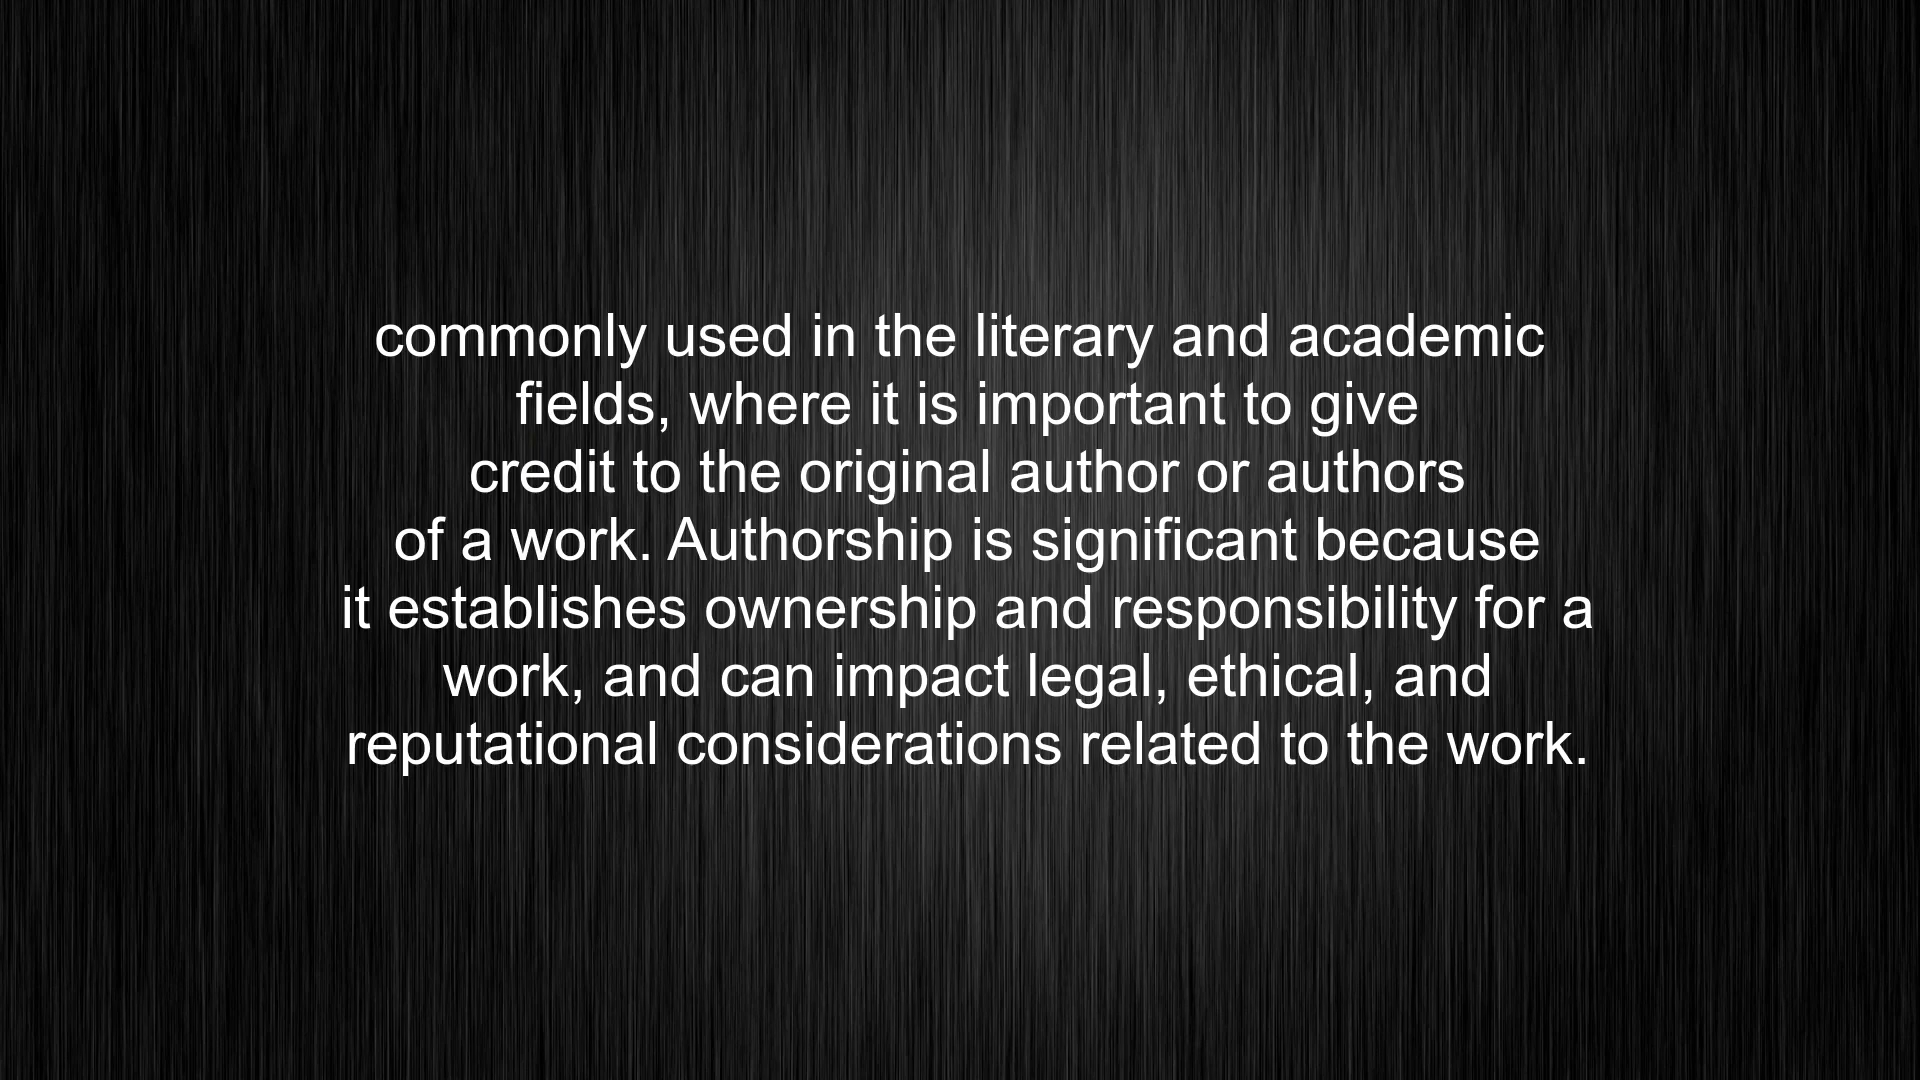 commonly used in the literary and academic
fields, where it is important to give
credit to the original author or authors
of a work. Authorship is significant because
it establishes ownership and responsibility for a
work, and can impact legal, ethical, and
reputational considerations related to the work.